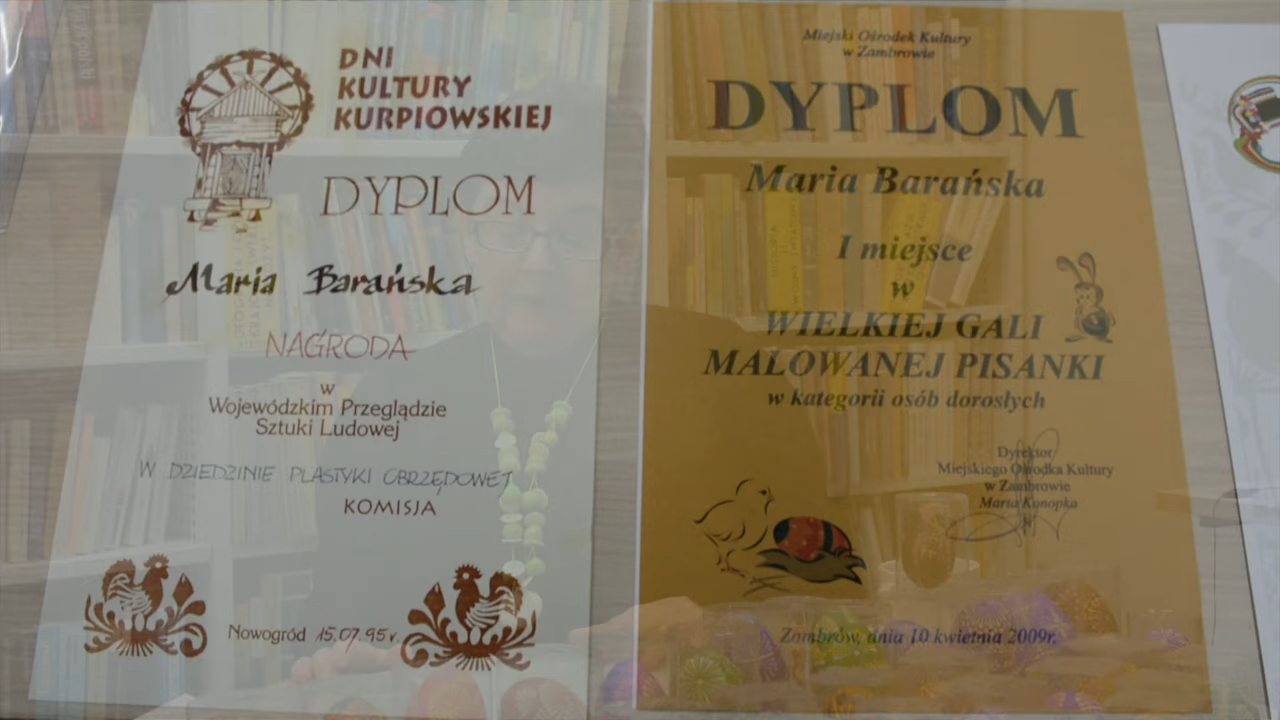 DNI
KULTURY
KURPIOWSKIEJ
DYPLOM
Maria Barańska
NAGRODA
w
Wojewódzkim Przeglądzie
Sztuki Ludowej
W DZIEDZINIE PLASTYKI OBRZĘDOWEJ
KOMISJA
Nowogród 15.07.95 r.
Miejski Ośrodek Kultury
w Zambrowie
DYPLOM
Maria Barańska
I miejsce
w
WIELKIEJ GALI
MALOWANEJ PISANKI
w kategorii osób dorosłych
Dyrektor
Miejskiego Ośrodka Kultury
w Zambrowie
Marta Konopka
Zambrów, dnia 10 kwietnia 2009r.